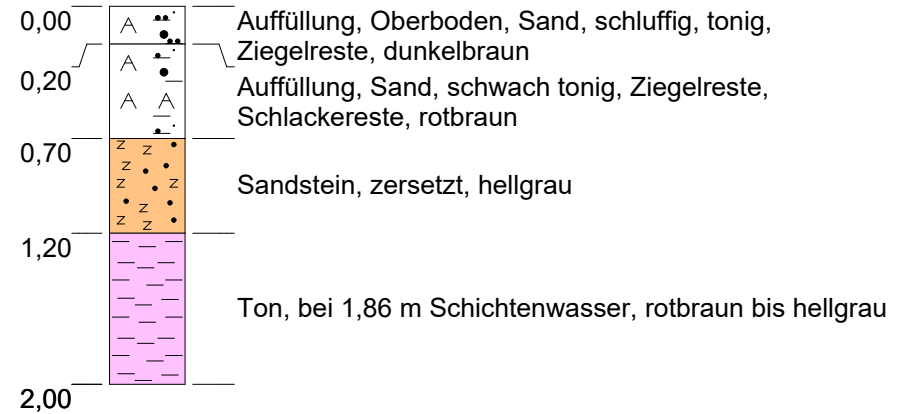 0,00
Auffüllung, Oberboden, Sand, schluffig, tonig,
Ziegelreste, dunkelbraun
0,20
Auffüllung, Sand, schwach tonig, Ziegelreste,
Schlackereste, rotbraun
0,70
Sandstein, zersetzt, hellgrau
1,20
Ton, bei 1,86 m Schichtenwasser, rotbraun bis hellgrau
2,00